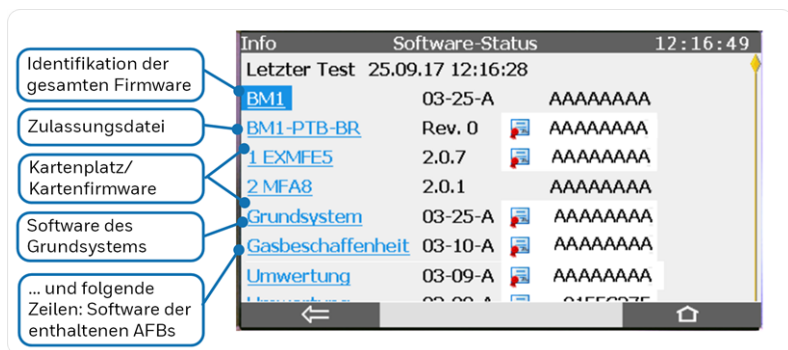 Identifikation der
gesamten Firmware
Zulassungsdatei
Kartenplatz/
Kartenfirmware
Software des
Grundsystems
... und folgende
Zeilen: Software der
enthaltenen AFBs
Info Software-Status 12:16:49
Letzter Test 25.09.17 12:16:28
BM1 03-25-A AAAAAAAA
BM1-PTB-BR Rev. 0 AAAAAAAA
1 EXMFE5 2.0.7 AAAAAAAA
2 MFA8 2.0.1 AAAAAAAA
Grundsystem 03-25-A AAAAAAAA
Gasbeschaffenheit 03-10-A AAAAAAAA
Umwertung 03-09-A AAAAAAAA